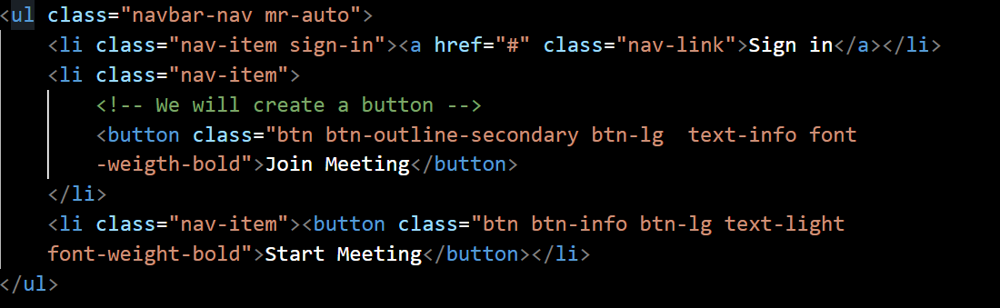 <ul class="navbar-nav mr-auto">
<li class="nav-item sign-in"><a href="#" class="nav-link">Sign in</a></li>
<li class="nav-item">
<!-- We will create a button -->
<button class="btn btn-outline-secondary btn-lg  text-info font
-weigth-bold">Join Meeting</button>
</li>
<li class="nav-item"><button class="btn btn-info btn-lg text-light
font-weight-bold">Start Meeting</button></li>
</ul>